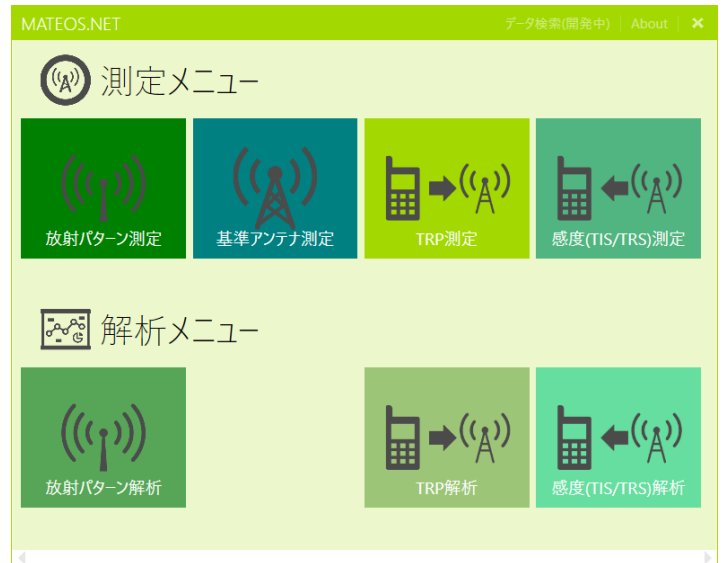 MATEOS.NET データ検索(開発中) About ×
測定メニュー
放射パターン測定 基準アンテナ測定 TRP測定 感度(TIS/TRS)測定
解析メニュー
放射パターン解析 TRP解析 感度(TIS/TRS)解析